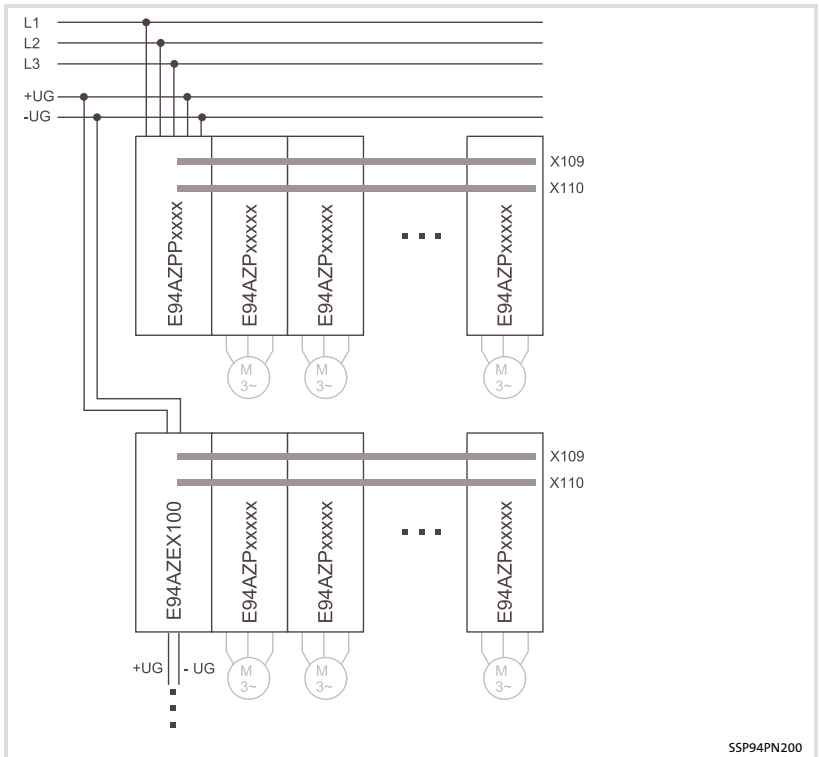 L1
L2
L3
+UG
-UG
X109
X110
E94AZPPxxxx
E94AZPxxxxx
E94AZPxxxxx
E94AZPxxxxx
M
3~
M
3~
M
3~
X109
X110
E94AZEX100
E94AZPxxxxx
E94AZPxxxxx
E94AZPxxxxx
+UG
- UG
M
3~
M
3~
M
3~
SSP94PN200